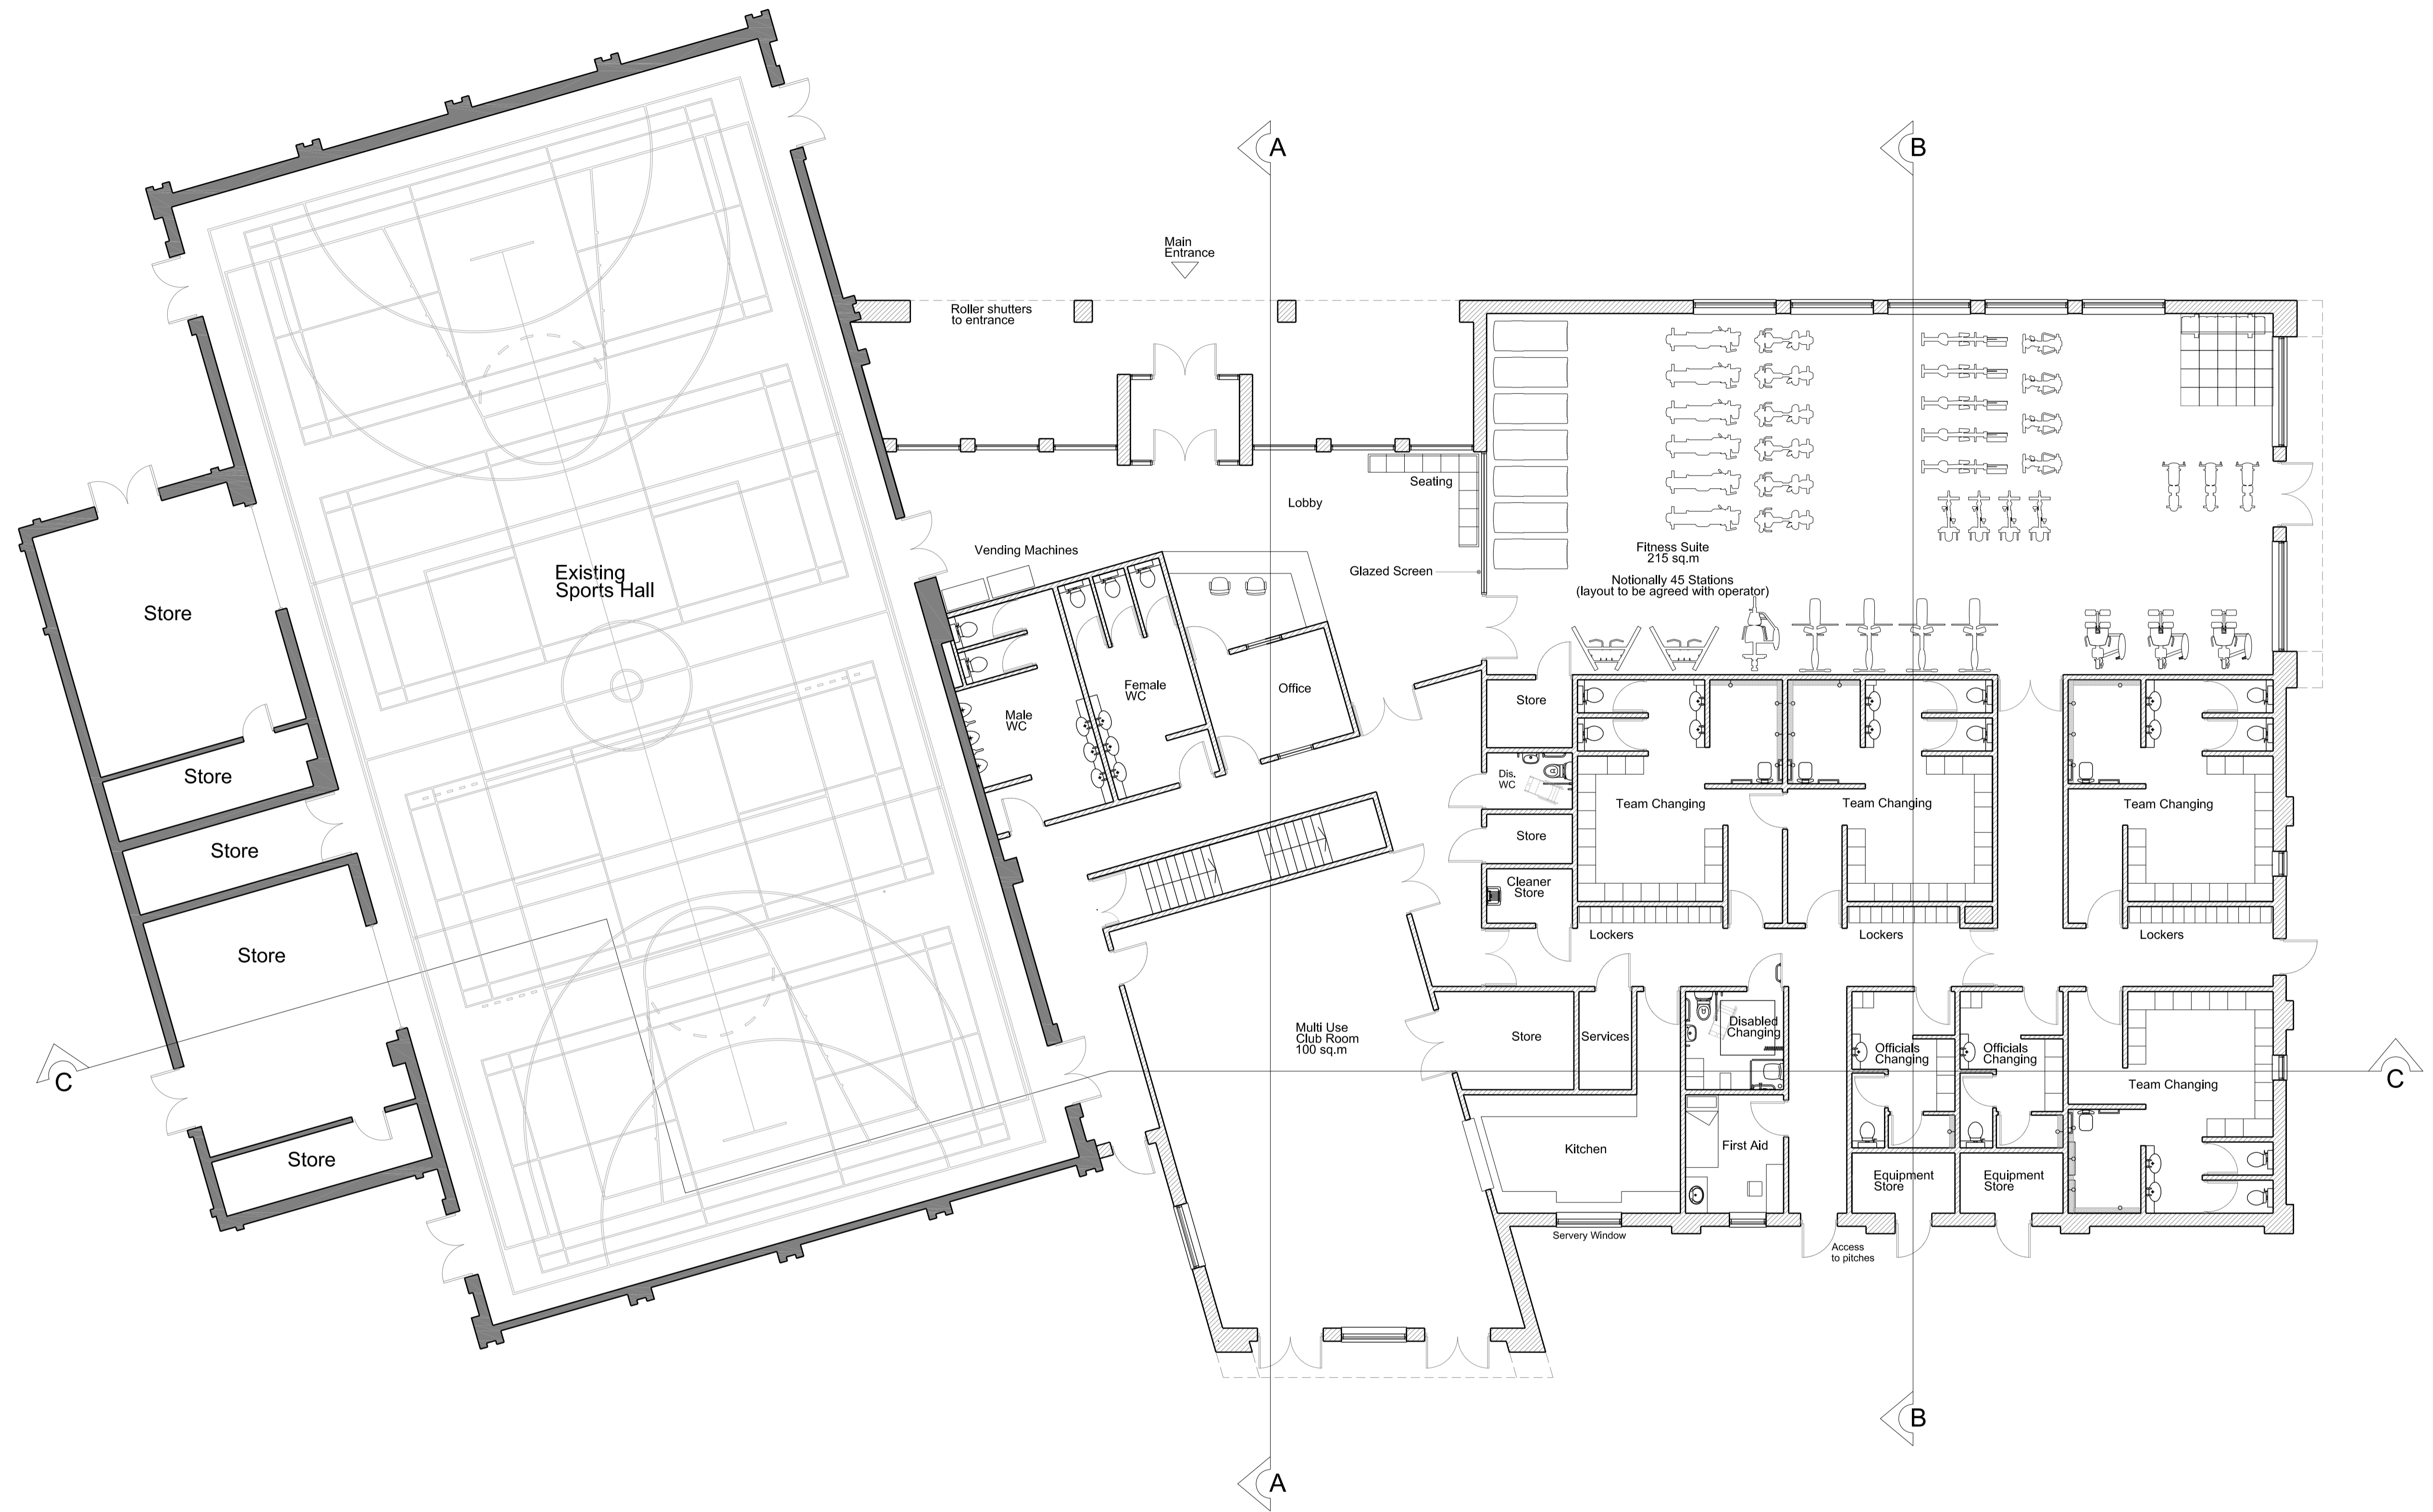 A
B
Main
Entrance
Roller shutters
to entrance
Seating
Lobby
Vending Machines
Glazed Screen
Fitness Suite
215 sq.m
Notionally 45 Stations
(layout to be agreed with operator)
Existing
Sports Hall
Store
Store
Store
Store
Store
Male
WC
Female
WC
Office
Store
Dis.
WC
Store
Cleaner
Store
Team Changing
Team Changing
Team Changing
Lockers
Lockers
Lockers
Multi Use
Club Room
100 sq.m
Store
Services
Disabled
Changing
Officials
Changing
Officials
Changing
Team Changing
C
C
Kitchen
First Aid
Equipment
Store
Equipment
Store
Servery Window
Access
to pitches
B
A